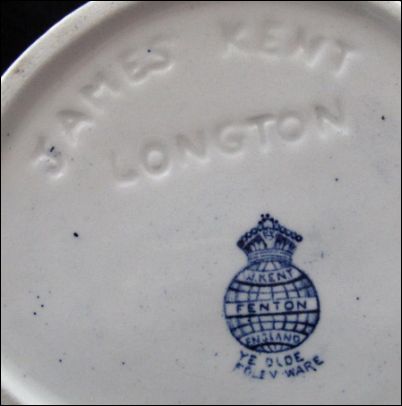 JAMES KENT
LONGTON
J. KENT
FENTON
ENGLAND
YE OLDE
FOLEY WARE